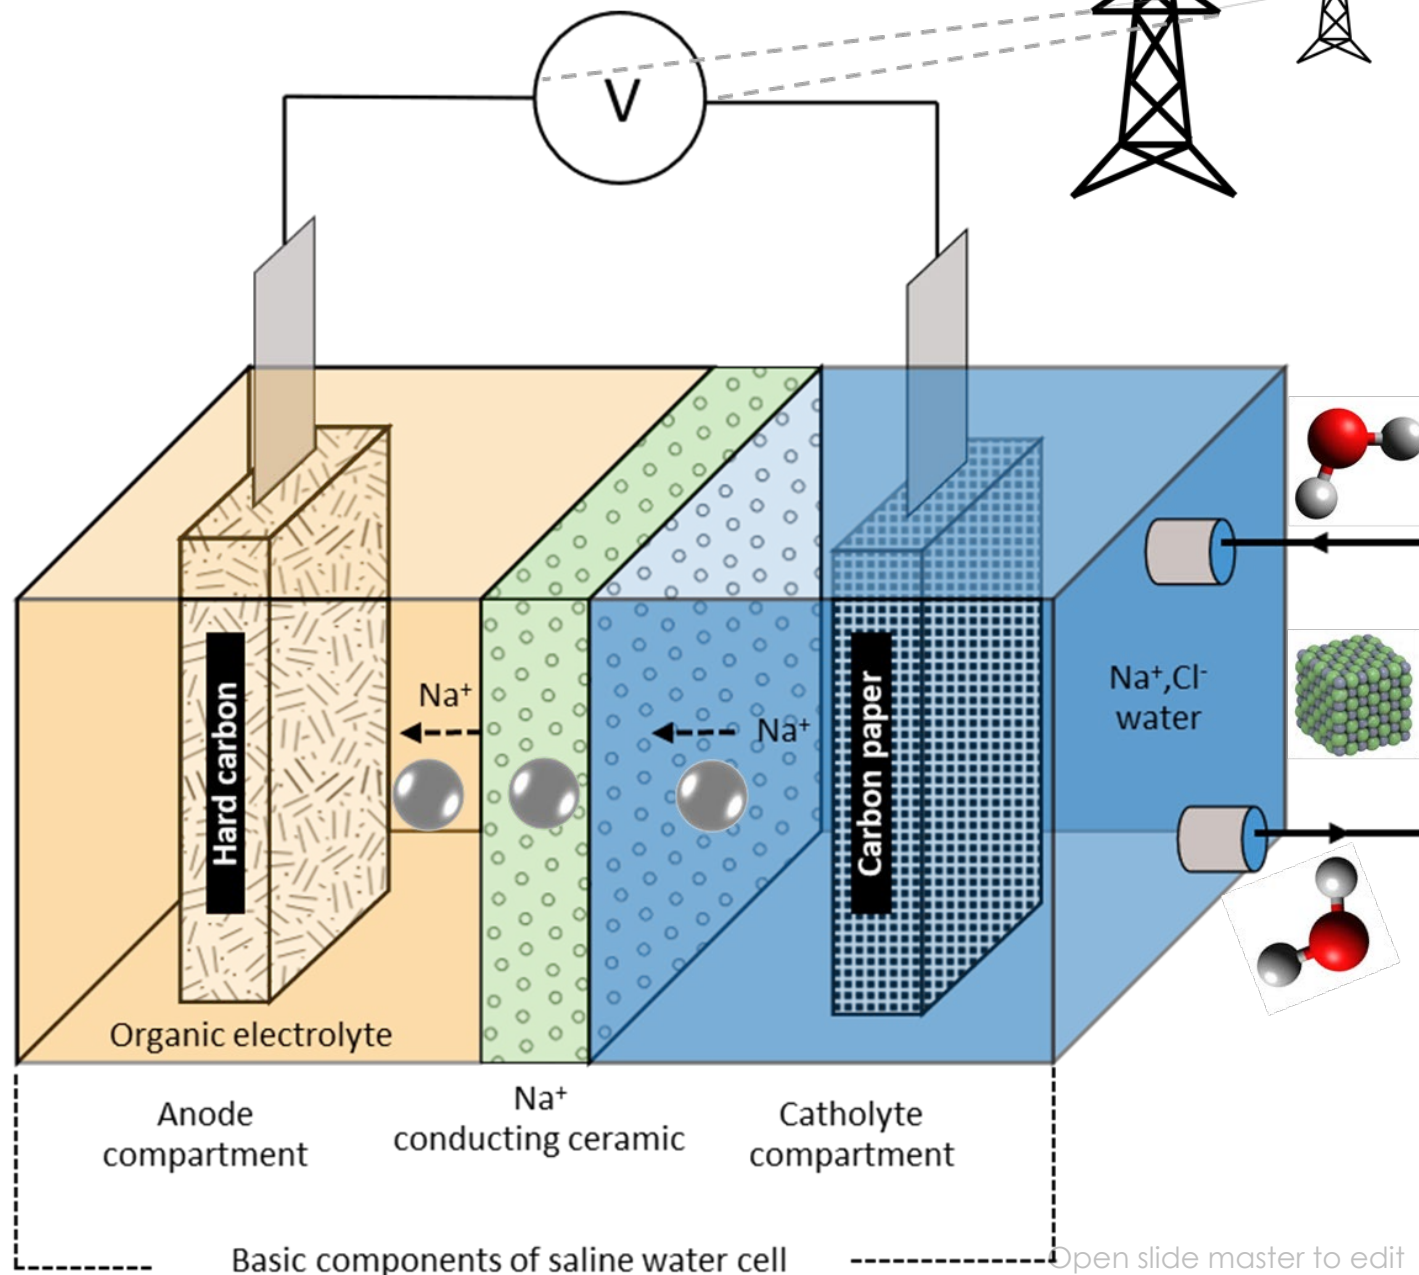 V
Na⁺
Na⁺
Hard carbon
Carbon paper
Na⁺,Cl⁻
water
Organic electrolyte
Anode
compartment
Na⁺
conducting ceramic
Catholyte
compartment
Basic components of saline water cell
Open slide master to edit